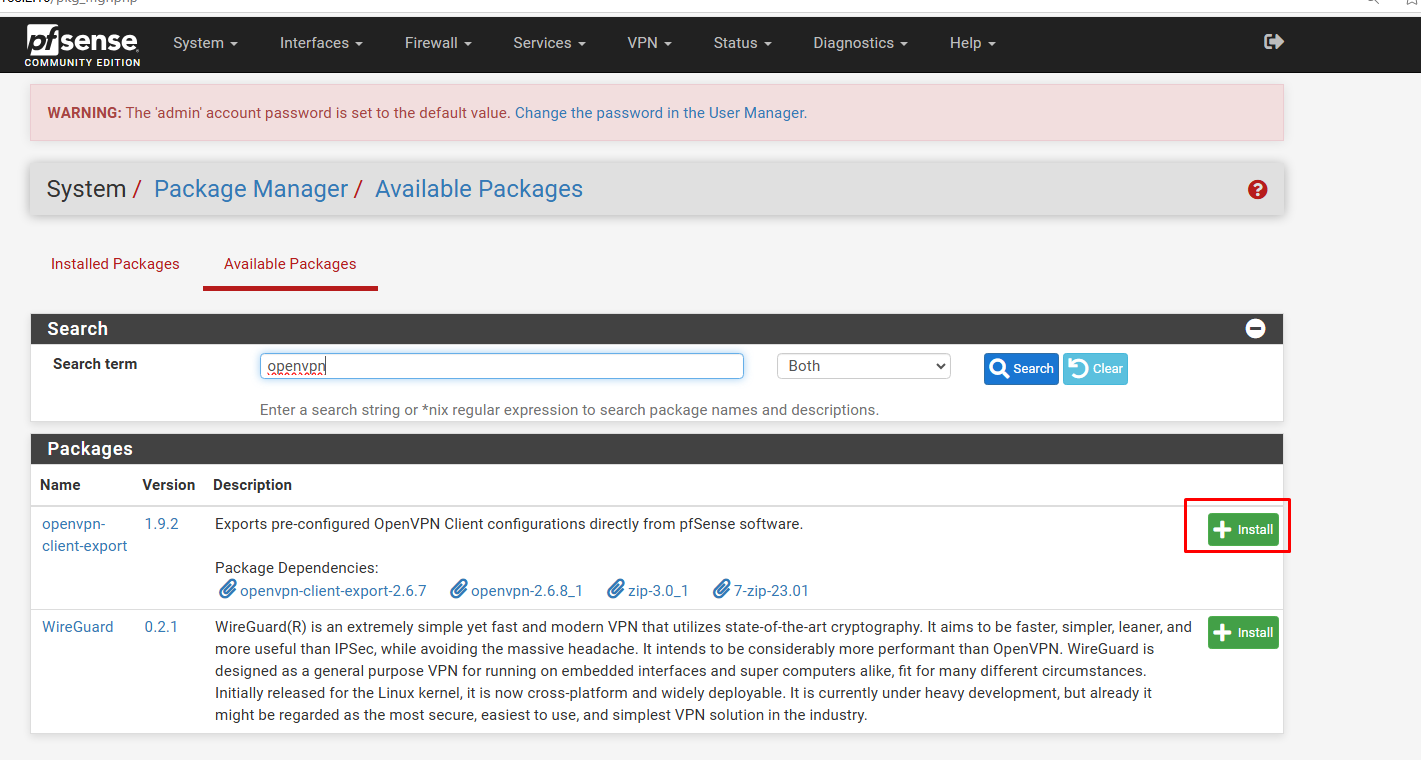 pfsense
COMMUNITY EDITION
System
Interfaces
Firewall
Services
VPN
Status
Diagnostics
Help
WARNING: The 'admin' account password is set to the default value. Change the password in the User Manager.
System / Package Manager / Available Packages
Installed Packages
Available Packages
Search
Search term
openvpn
Both
Search
Clear
Enter a search string or *nix regular expression to search package names and descriptions.
Packages
Name Version Description
openvpn-
client-export
1.9.2
Exports pre-configured OpenVPN Client configurations directly from pfSense software.
Package Dependencies:
openvpn-client-export-2.6.7 openvpn-2.6.8_1 zip-3.0_1 7-zip-23.01
Install
WireGuard
0.2.1
WireGuard(R) is an extremely simple yet fast and modern VPN that utilizes state-of-the-art cryptography. It aims to be faster, simpler, leaner, and
more useful than IPSec, while avoiding the massive headache. It intends to be considerably more performant than OpenVPN. WireGuard is
designed as a general purpose VPN for running on embedded interfaces and super computers alike, fit for many different circumstances.
Initially released for the Linux kernel, it is now cross-platform and widely deployable. It is currently under heavy development, but already it
might be regarded as the most secure, easiest to use, and simplest VPN solution in the industry.
Install